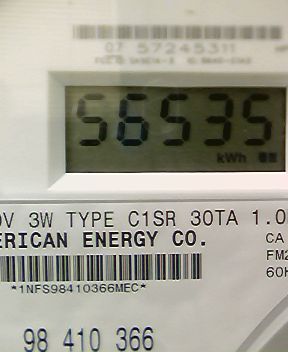 07 57245311
56535
kWh
0V 3W TYPE C1SR 30TA 1.0
ERICAN ENERGY CO.
CA
FM2
*1NFS98410366MEC*
60H
98 410 366